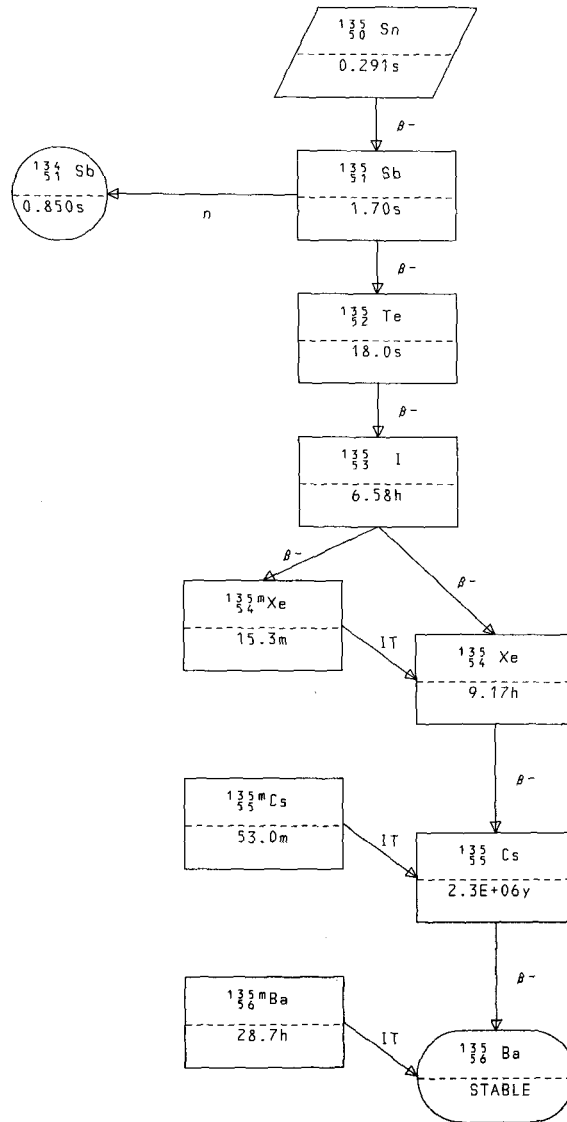 135
50 Sn
0.291s
β-
134
51 Sb
0.850s
n
135
51 Sb
1.70s
β-
135
52 Te
18.0s
β-
135
53 I
6.58h
β-
β-
135m
54 Xe
15.3m
IT
135
54 Xe
9.17h
β-
135m
55 Cs
53.0m
IT
135
55 Cs
2.3E+06y
β-
135m
56 Ba
28.7h
IT
135
56 Ba
STABLE